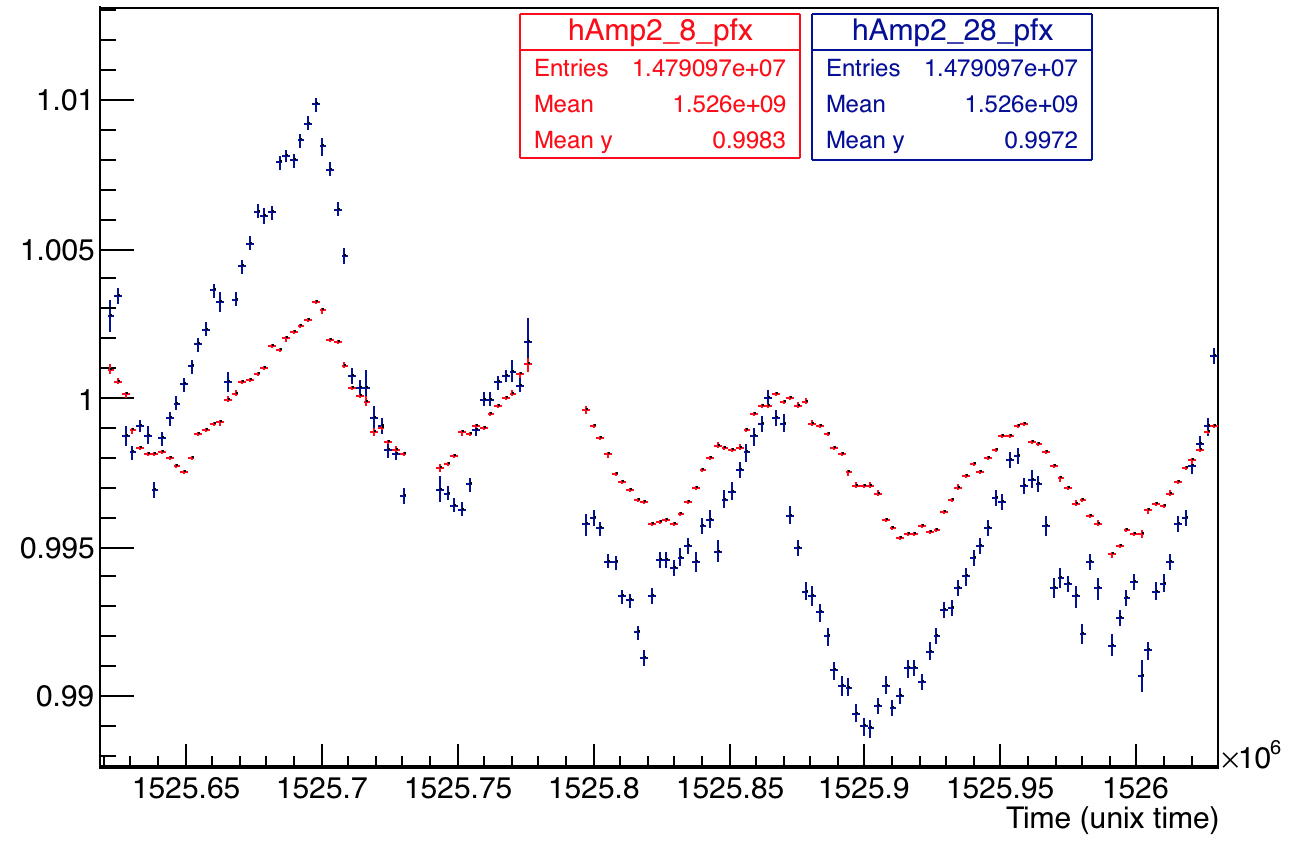 hAmp2_8_pfx
Entries 1.479097e+07
Mean 1.526e+09
Mean y 0.9983
hAmp2_28_pfx
Entries 1.479097e+07
Mean 1.526e+09
Mean y 0.9972
1.01
1.005
1
0.995
0.99
1525.65 1525.7 1525.75 1525.8 1525.85 1525.9 1525.95 1526
×10⁶
Time (unix time)